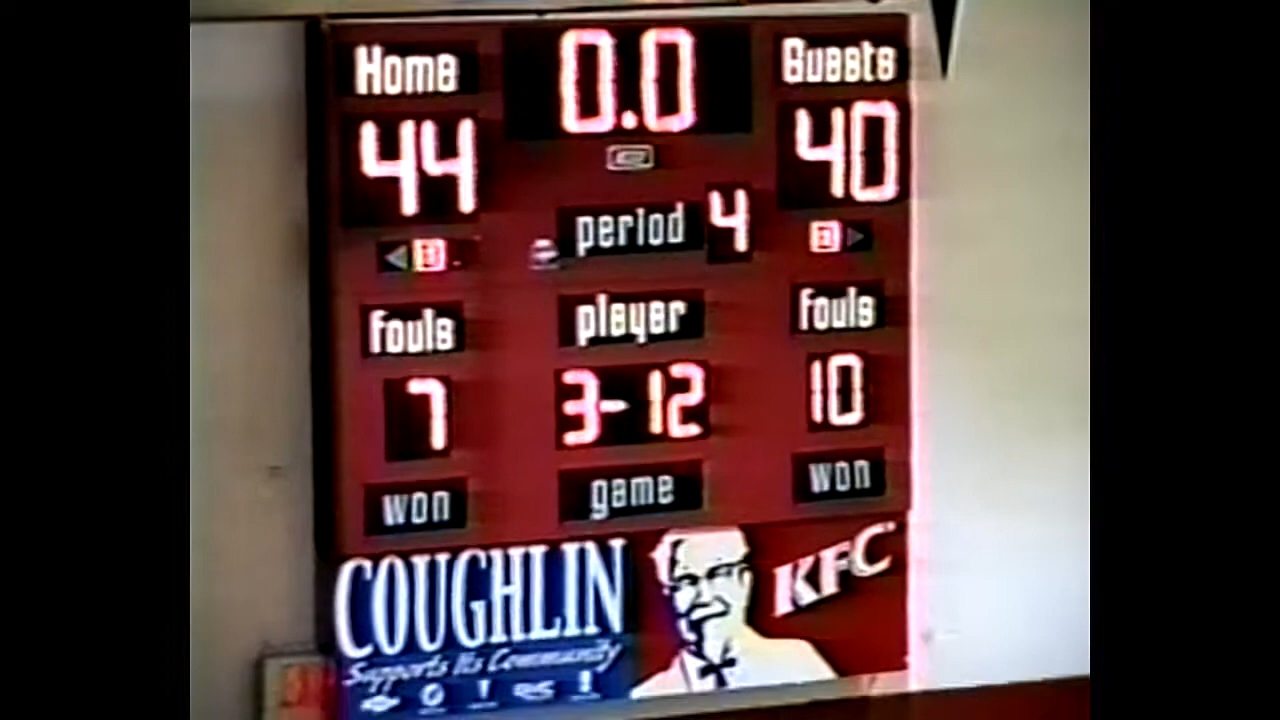 Home 0.0 Guests
44 40
period 4
fouls player fouls
7 3-12 10
won game won
COUGHLIN KFC
Supports Its Community